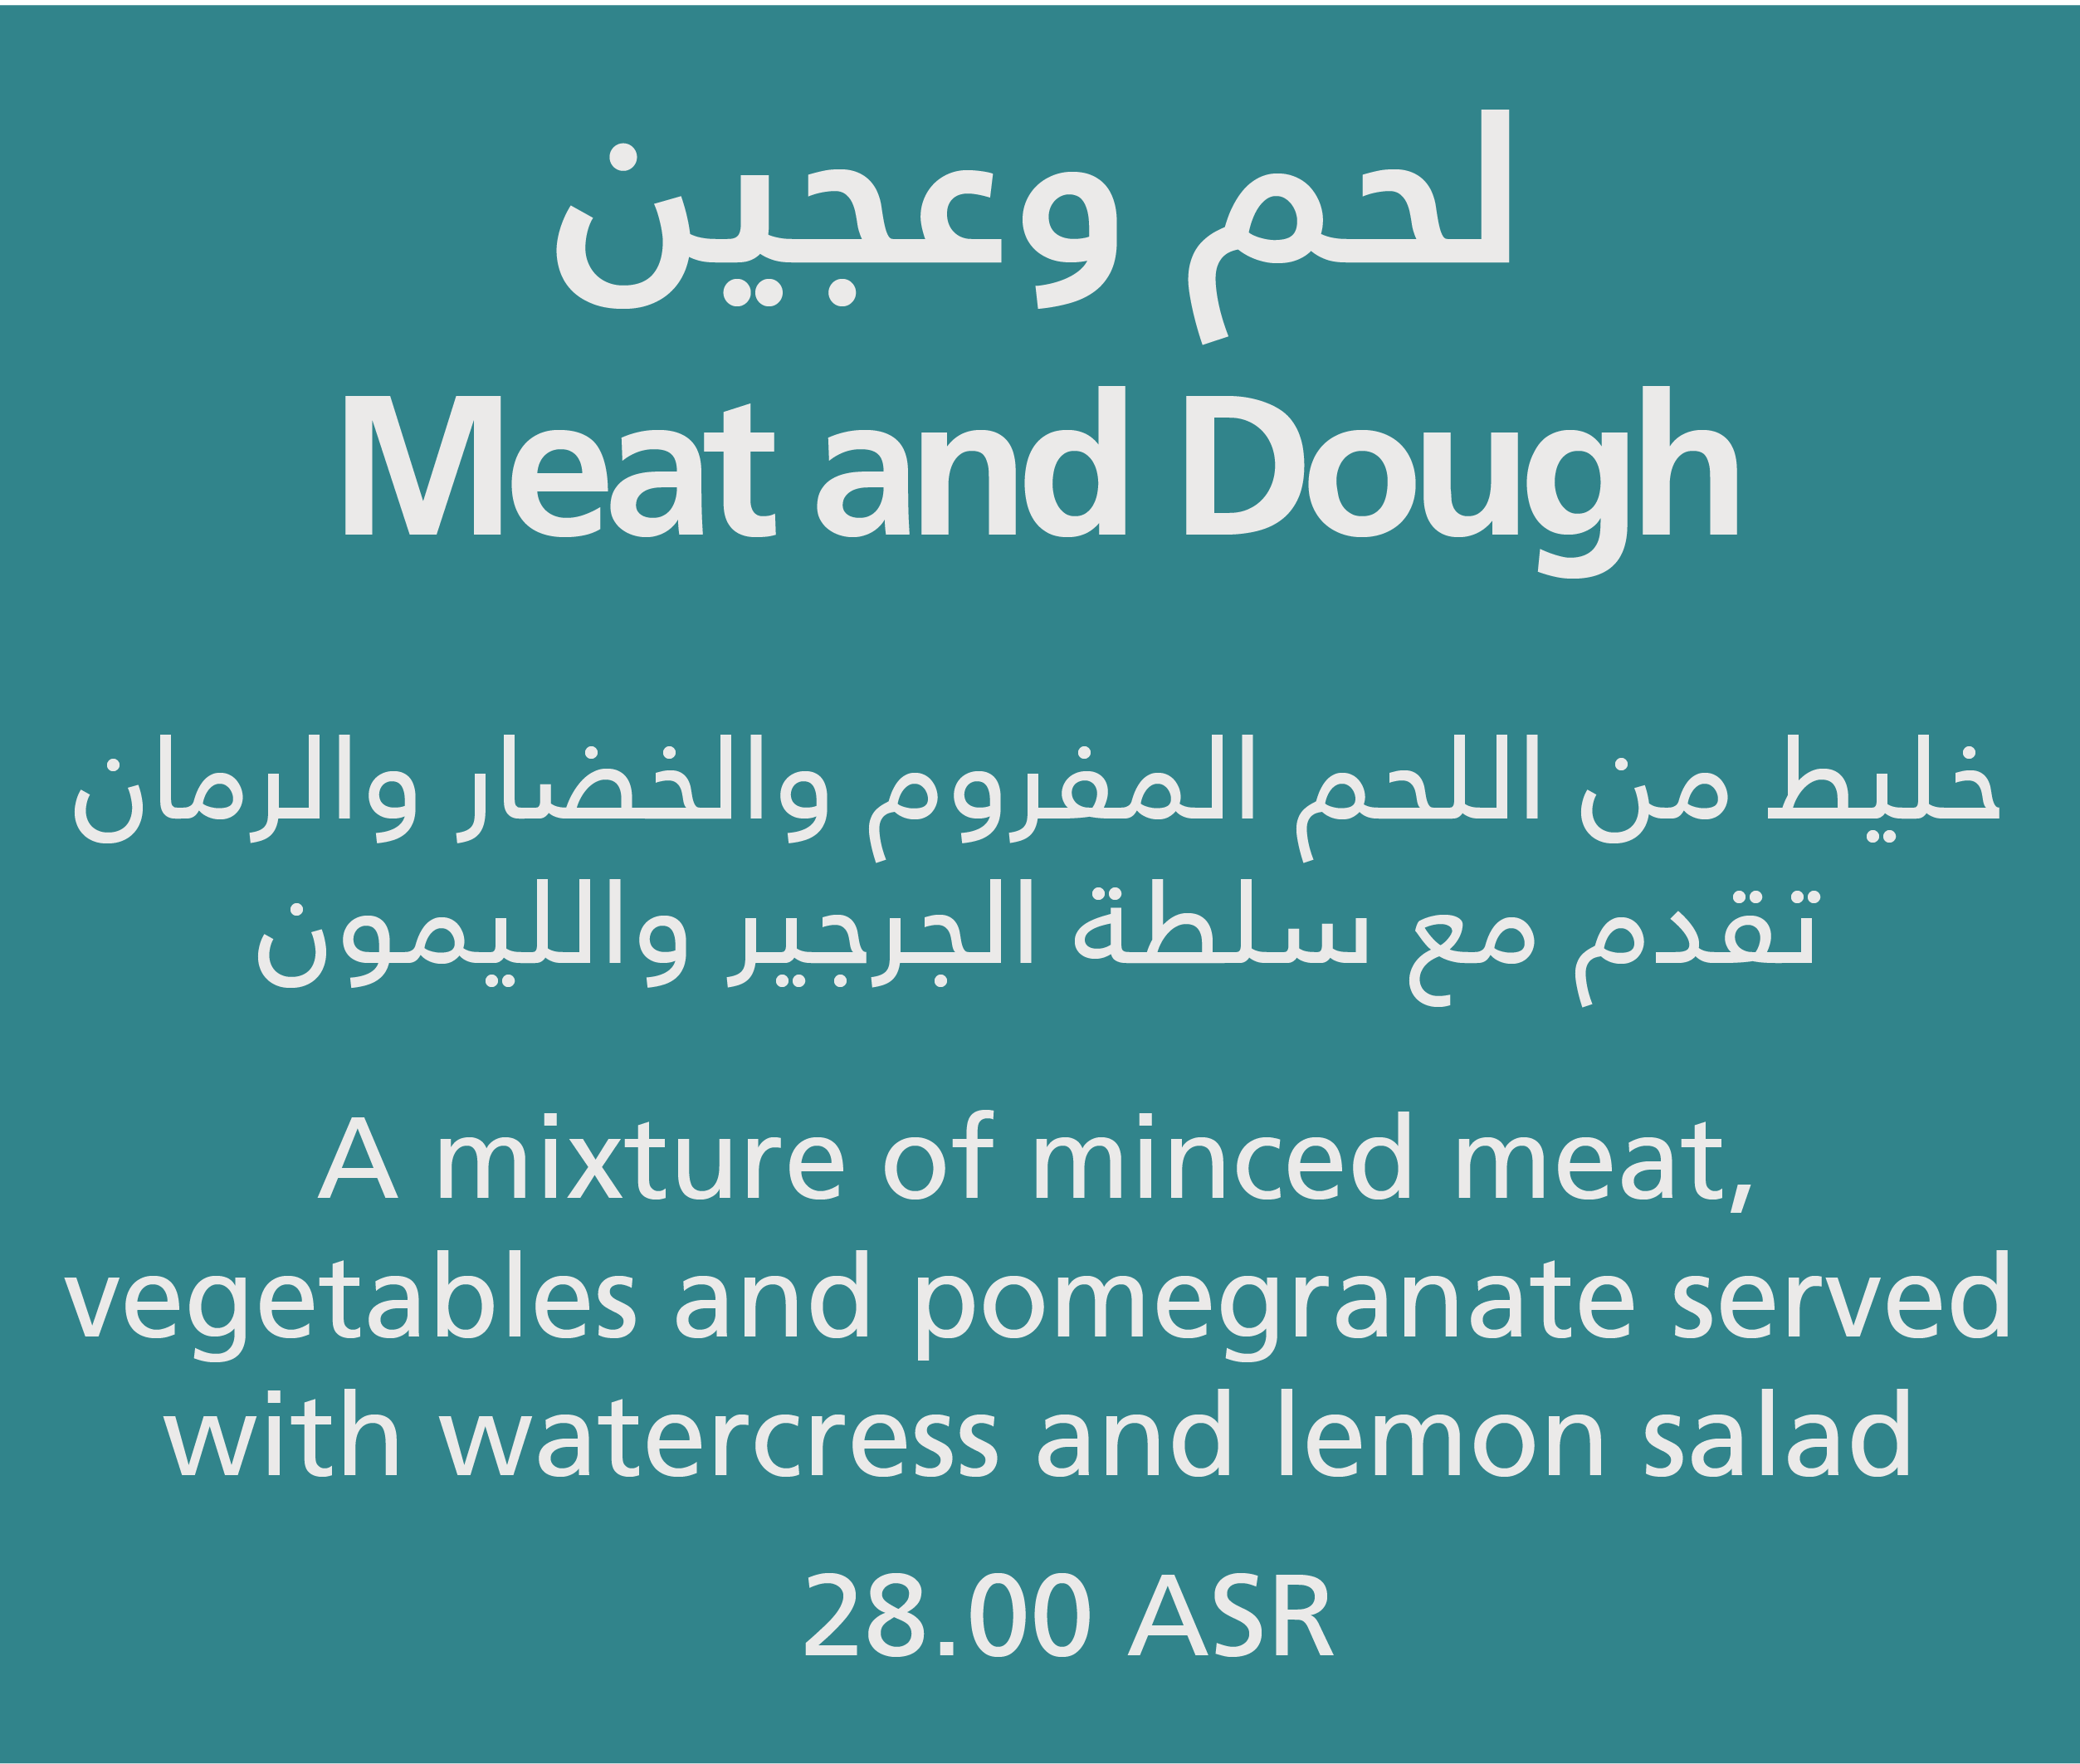 لحم وعجين
Meat and Dough
خليط من اللحم المفروم والخضار والرمان
تقدم مع سلطة الجرجير والليمون
A mixture of minced meat,
vegetables and pomegranate served
with watercress and lemon salad
28.00 ASR